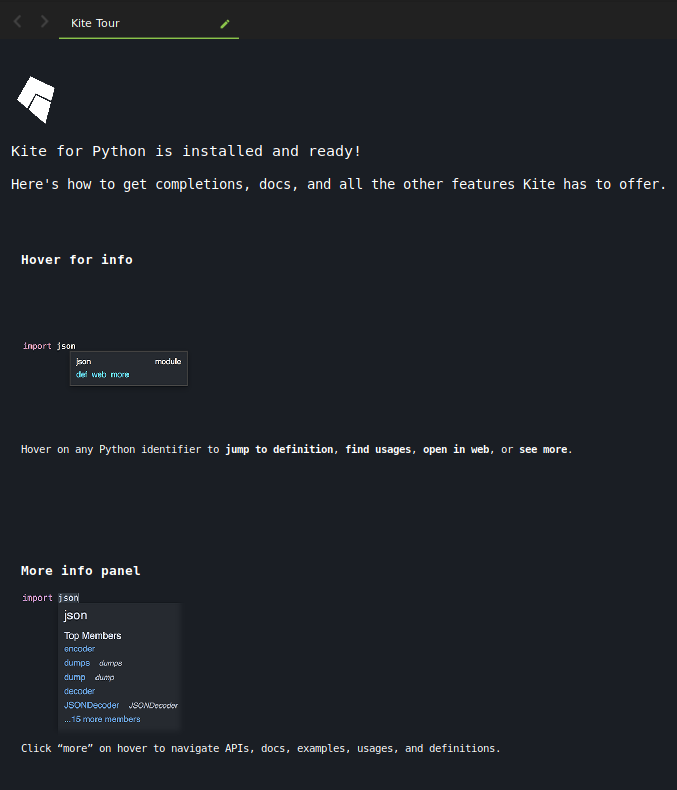 Kite Tour
Kite for Python is installed and ready!
Here's how to get completions, docs, and all the other features Kite has to offer.
Hover for info
import json
json module
def web more
Hover on any Python identifier to jump to definition, find usages, open in web, or see more.
More info panel
import json
json
Top Members
encoder
dumps dumps
dump dump
decoder
JSONDecoder JSONDecoder
...15 more members
Click “more” on hover to navigate APIs, docs, examples, usages, and definitions.